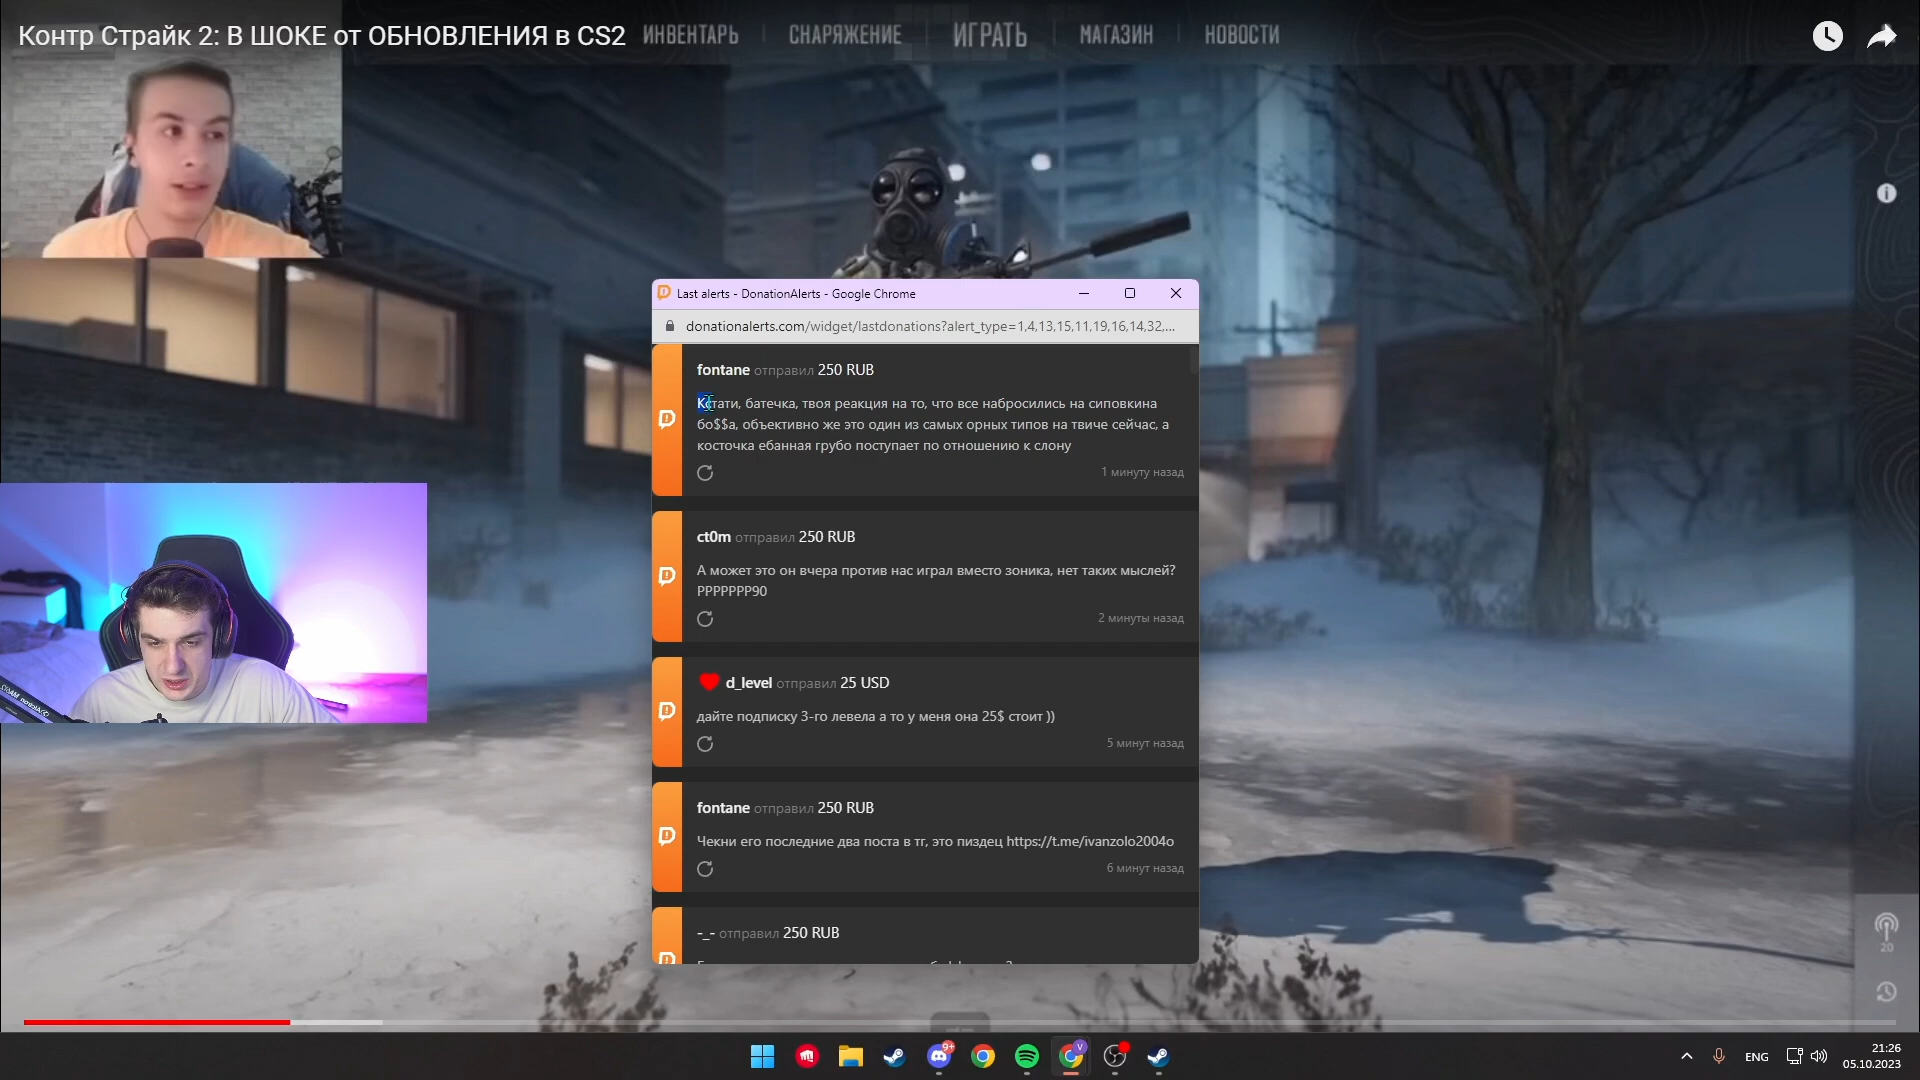 Контр Страйк 2: В ШОКЕ от ОБНОВЛЕНИЯ в CS2
ИНВЕНТАРЬ
СНАРЯЖЕНИЕ
ИГРАТЬ
МАГАЗИН
НОВОСТИ
Last alerts - DonationAlerts - Google Chrome
donationalerts.com/widget/lastdonations?alert_type=1,4,13,15,11,19,16,14,32,...
fontane отправил 250 RUB
Кстати, батечка, твоя реакция на то, что все набросились на сиповкина
бо$$а, объективно же это один из самых орных типов на твиче сейчас, а
косточка ебанная грубо поступает по отношению к слону
1 минуту назад
ct0m отправил 250 RUB
А может это он вчера против нас играл вместо зоника, нет таких мыслей?
PPPPPPP90
2 минуты назад
d_level отправил 25 USD
дайте подписку 3-го левела а то у меня она 25$ стоит ))
5 минут назад
fontane отправил 250 RUB
Чекни его последние два поста в тг, это пиздец https://t.me/ivanzolo2004o
6 минут назад
-_- отправил 250 RUB
20
9+
V
ENG
21:26
05.10.2023